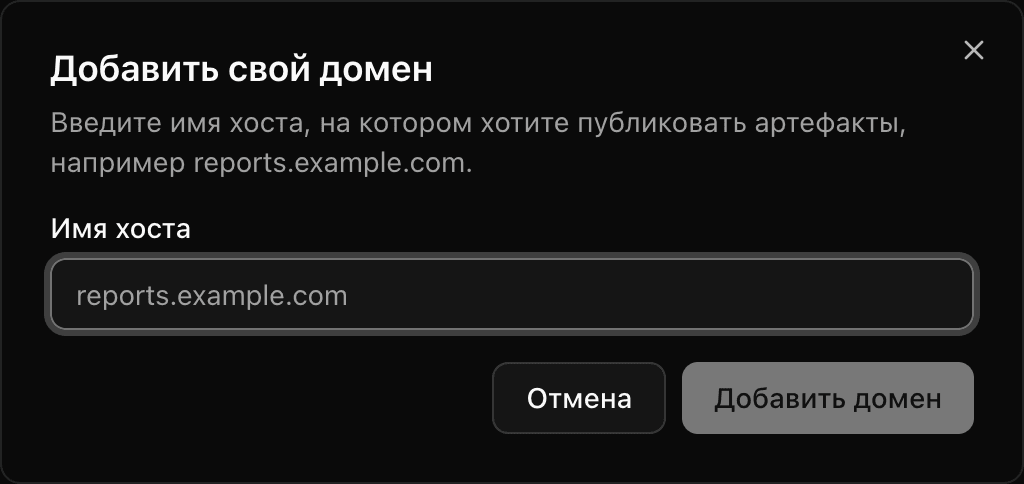 Добавить свой домен
Введите имя хоста, на котором хотите публиковать артефакты,
например reports.example.com.
Имя хоста
reports.example.com
Отмена
Добавить домен